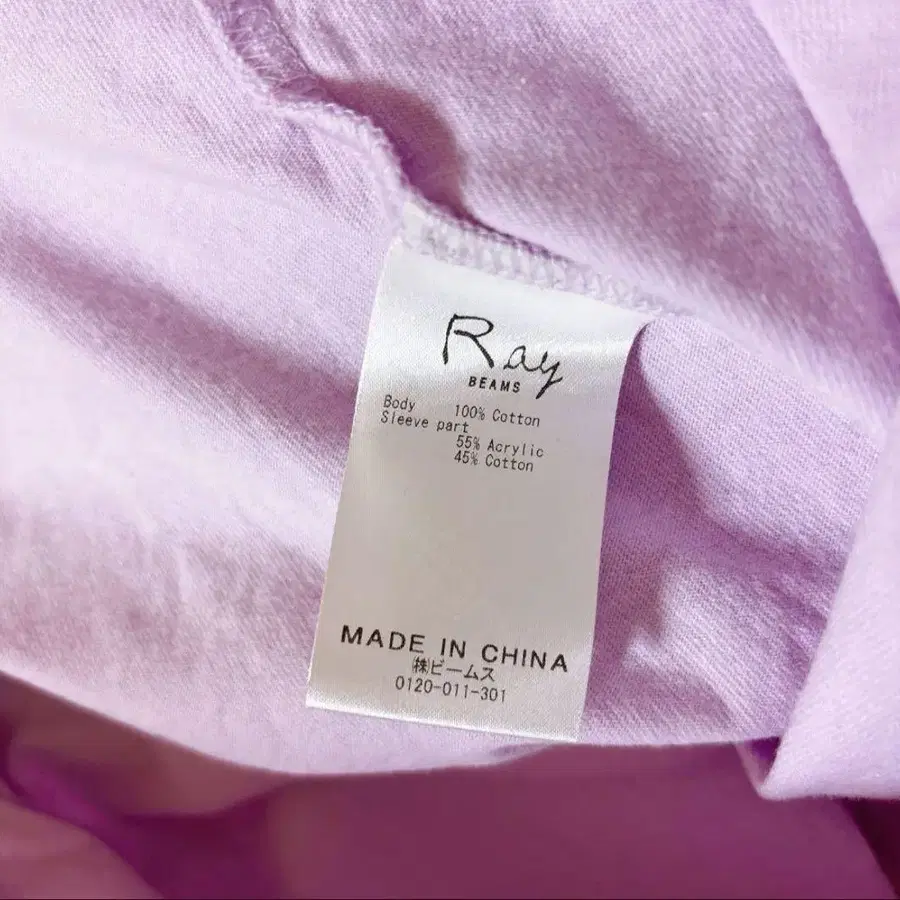 Ray
BEAMS
Body 100% Cotton
Sleeve part
55% Acrylic
45% Cotton
MADE IN CHINA
㈱ビームス
0120-011-301